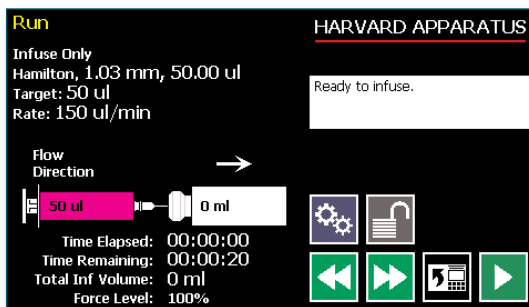 Run
HARVARD APPARATUS
Infuse Only
Hamilton, 1.03 mm, 50.00 ul
Target: 50 ul
Rate: 150 ul/min
Ready to infuse.
Flow
Direction
50 ul
0 ml
Time Elapsed: 00:00:00
Time Remaining: 00:00:20
Total Inf Volume: 0 ml
Force Level: 100%